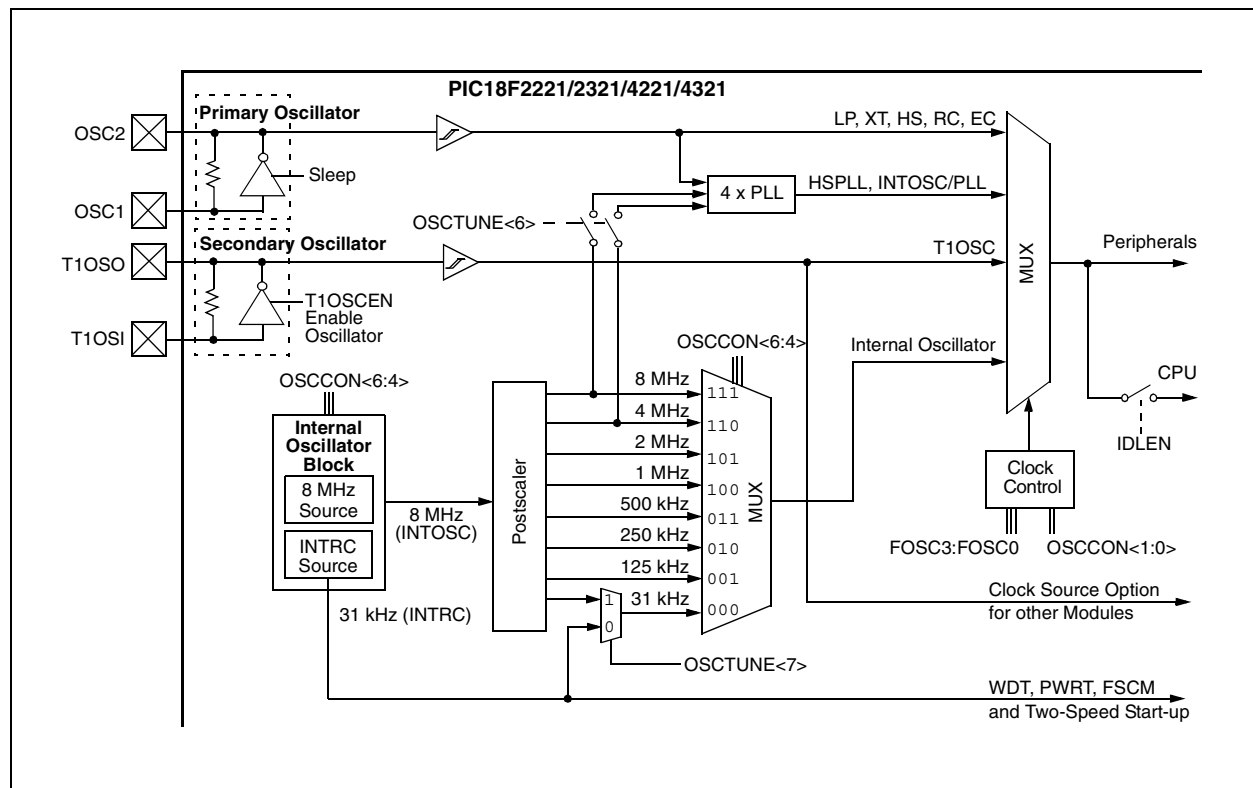 PIC18F2221/2321/4221/4321
Primary Oscillator
OSC2
Sleep
OSC1
LP, XT, HS, RC, EC
4 x PLL
HSPLL, INTOSC/PLL
OSCTUNE<6>
Secondary Oscillator
T1OSO
T1OSC
T1OSCEN
Enable
Oscillator
T1OSI
MUX
Peripherals
Internal Oscillator
CPU
IDLEN
Clock
Control
FOSC3:FOSC0
OSCCON<1:0>
OSCCON<6:4>
OSCCON<6:4>
Internal
Oscillator
Block
8 MHz
Source
INTRC
Source
8 MHz
(INTOSC)
31 kHz (INTRC)
Postscaler
8 MHz
111
4 MHz
110
2 MHz
101
1 MHz
100
500 kHz
011
250 kHz
010
125 kHz
001
1
31 kHz
000
0
MUX
OSCTUNE<7>
Clock Source Option
for other Modules
WDT, PWRT, FSCM
and Two-Speed Start-up